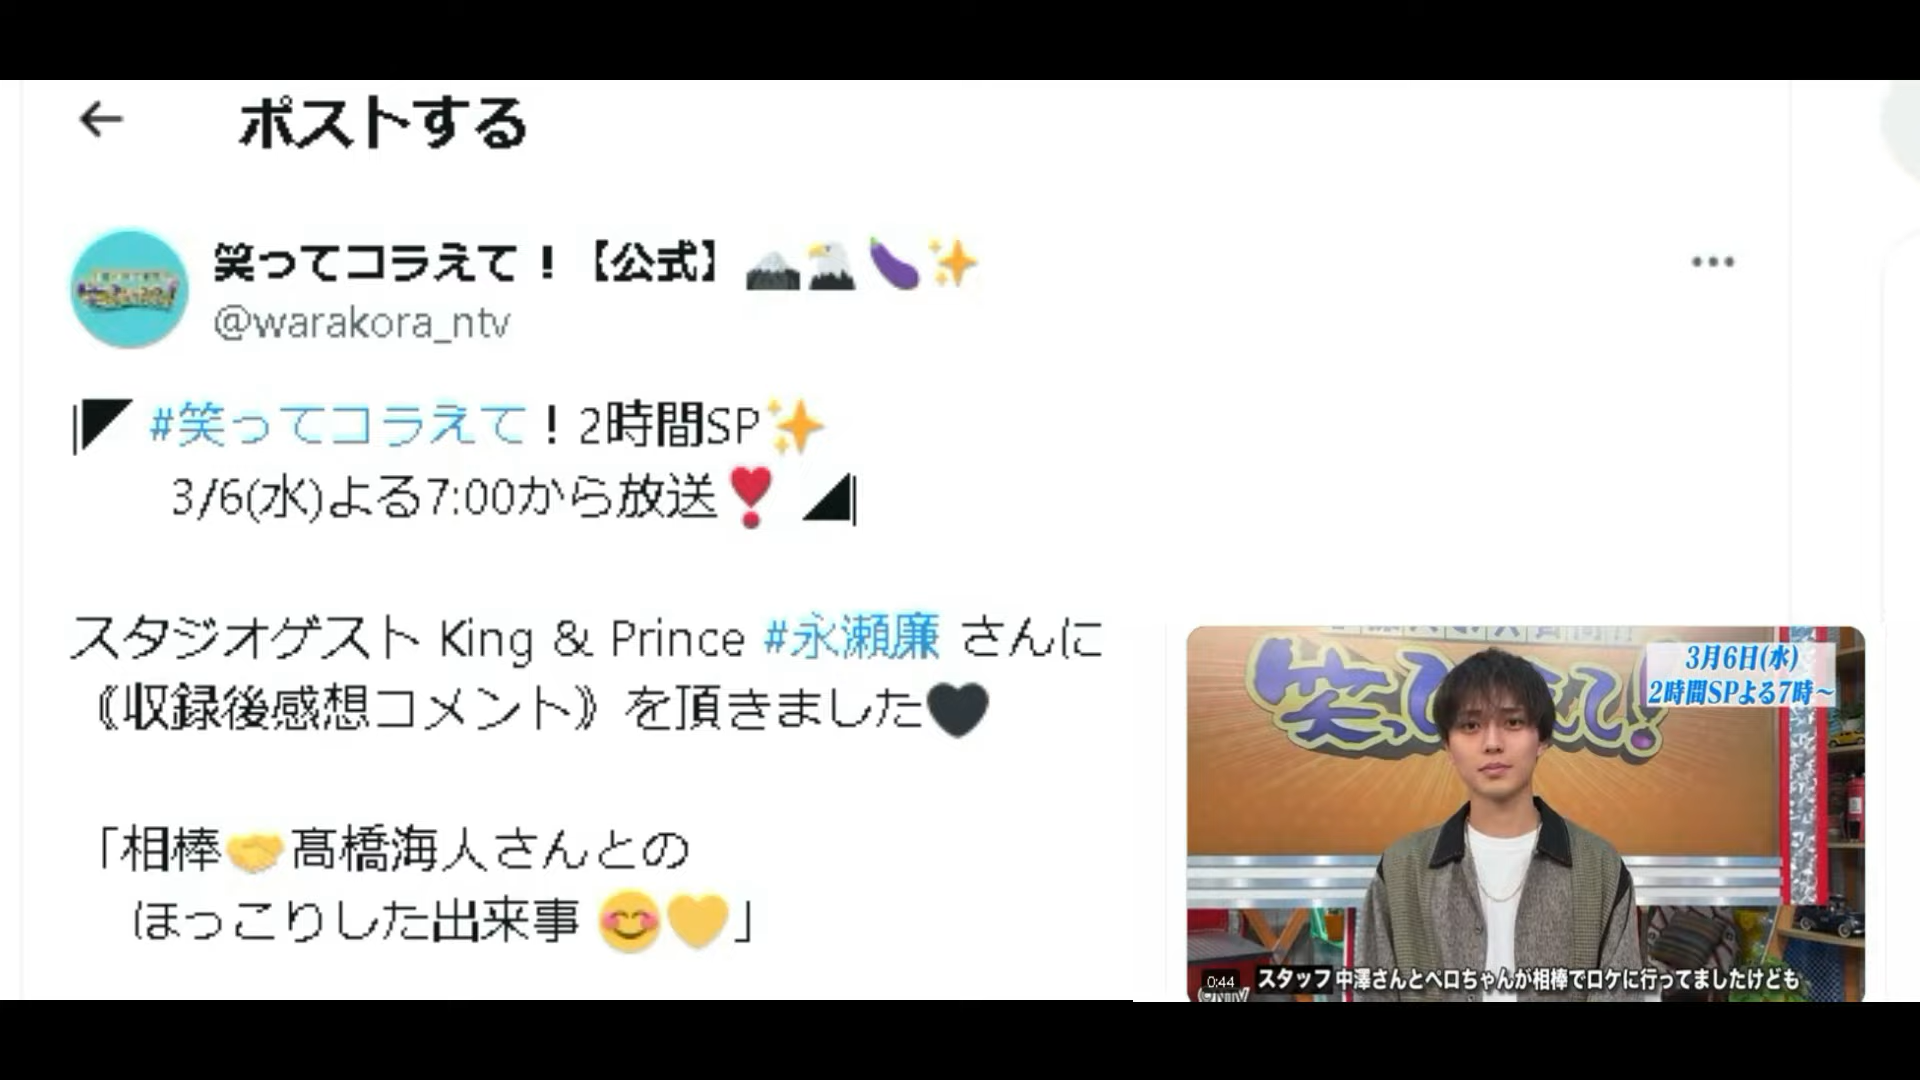 ポストする
笑ってコラえて！【公式】🏔🦅🍆✨
@warakora_ntv
|◤ #笑ってコラえて！2時間SP✨
3/6(水)よる7:00から放送❣ ◢|
スタジオゲスト King & Prince #永瀬廉 さんに
《収録後感想コメント》を頂きました🖤
「相棒🤝髙橋海人さんとの
ほっこりした出来事 😊💛」
3月6日(水)
2時間SPよる7時～
0:44
スタッフ 中澤さんとペロちゃんが相棒でロケに行ってましたけども